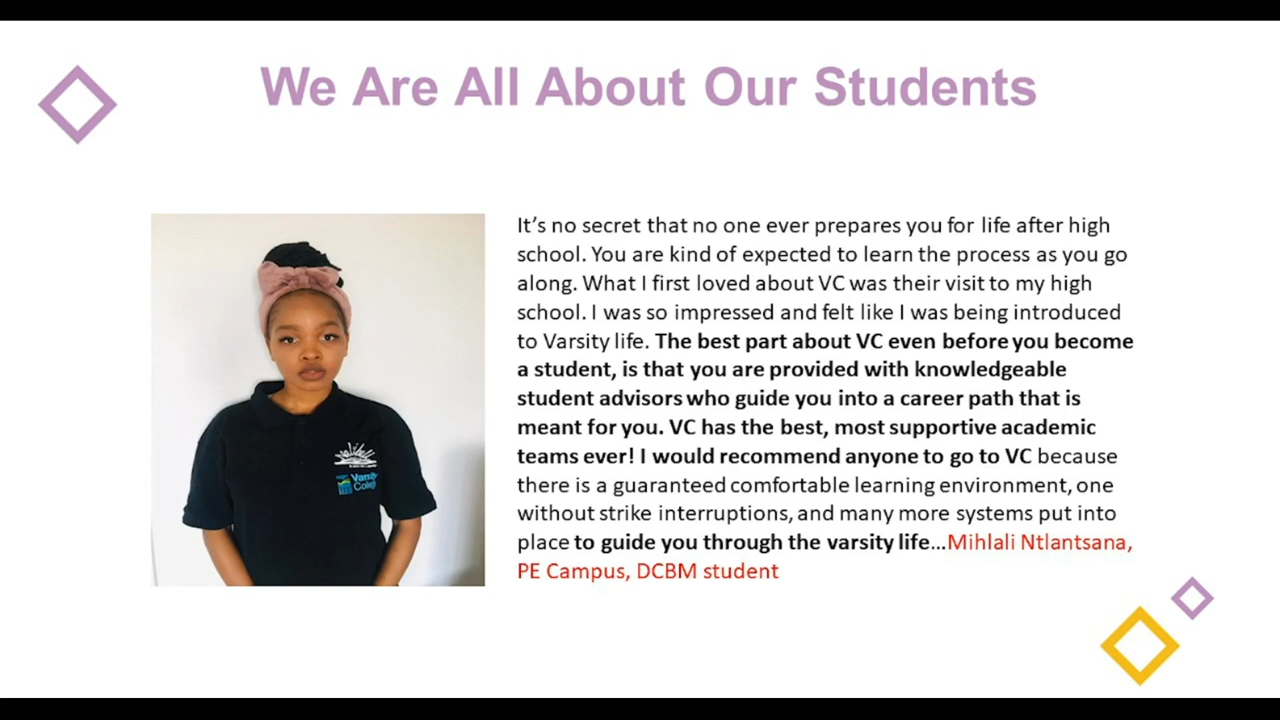 We Are All About Our Students
It’s no secret that no one ever prepares you for life after high
school. You are kind of expected to learn the process as you go
along. What I first loved about VC was their visit to my high
school. I was so impressed and felt like I was being introduced
to Varsity life. The best part about VC even before you become
a student, is that you are provided with knowledgeable
student advisors who guide you into a career path that is
meant for you. VC has the best, most supportive academic
teams ever! I would recommend anyone to go to VC because
there is a guaranteed comfortable learning environment, one
without strike interruptions, and many more systems put into
place to guide you through the varsity life…Mihlali Ntlantsana,
PE Campus, DCBM student